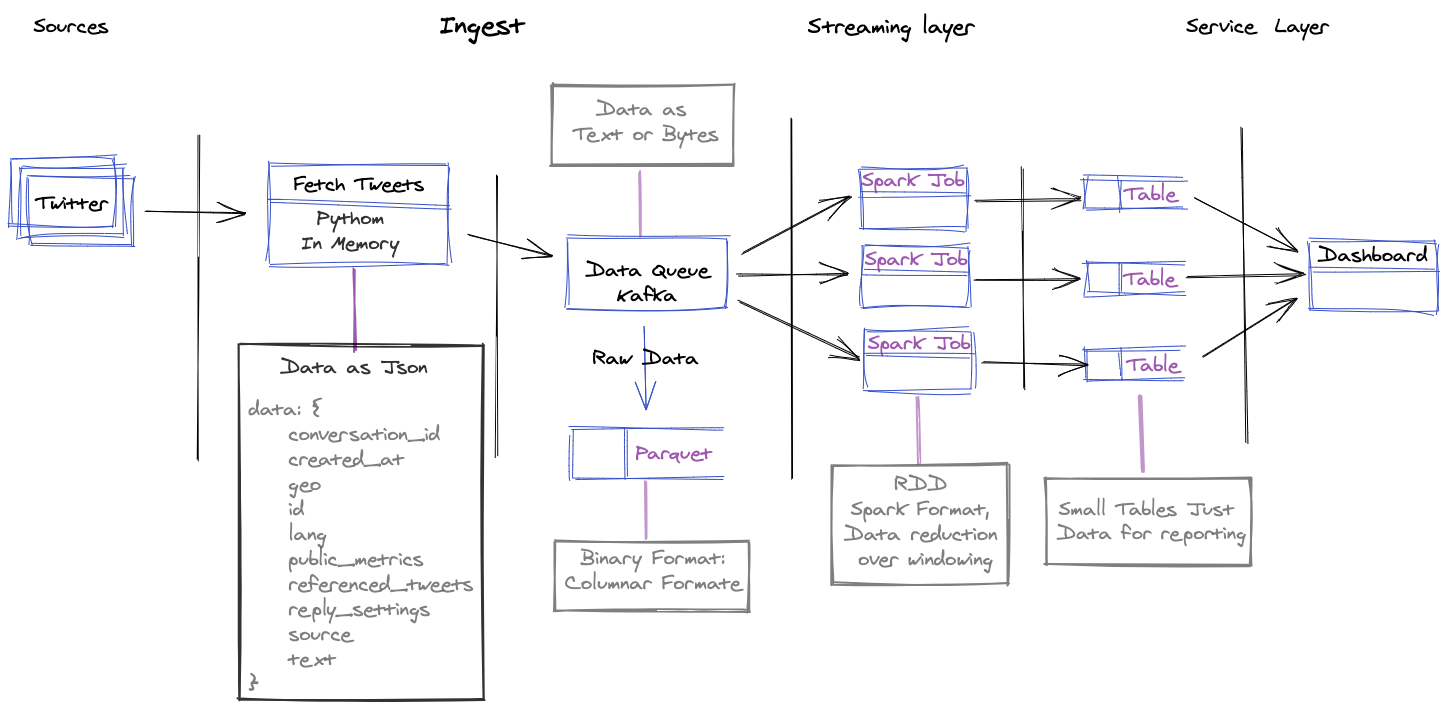 Sources
Ingest
Streaming layer
Service Layer
Twitter
Fetch Tweets
Pythom
In Memory
Data as Json
data: {
conversation_id
created_at
geo
id
lang
public_metrics
referenced_tweets
reply_settings
source
text
}
Data as
Text or Bytes
Data Queue
Kafka
Raw Data
Parquet
Binary Format:
Columnar Formate
Spark Job
Spark Job
Spark Job
RDD
Spark Format,
Data reduction
over windowing
Table
Table
Table
Small Tables Just
Data for reporting
Dashboard